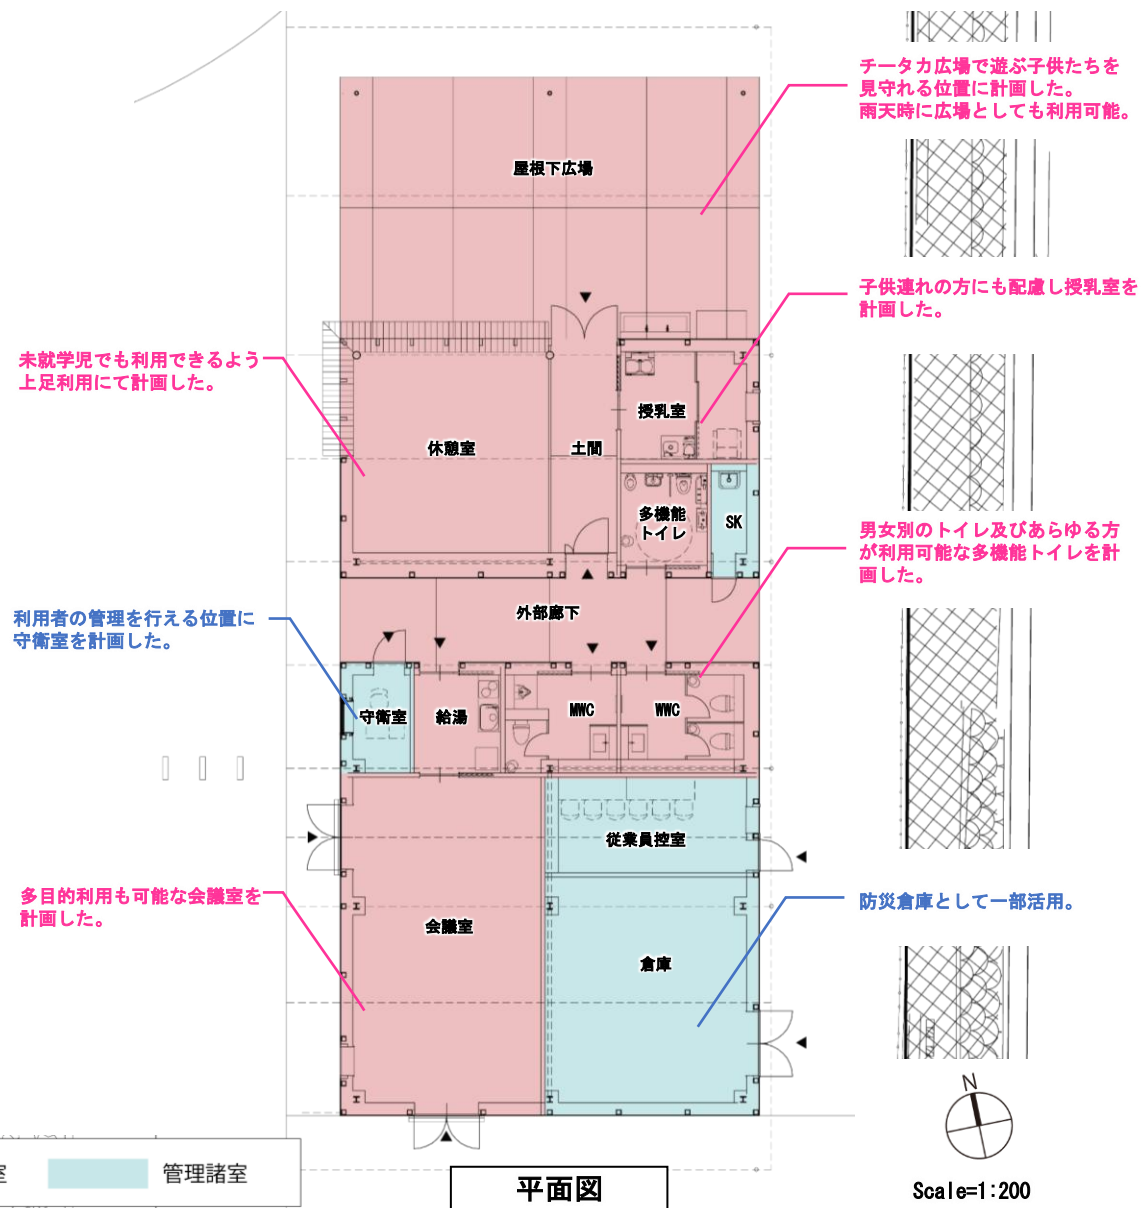 チータカ広場で遊ぶ子供たちを
見守れる位置に計画した。
雨天時に広場としても利用可能。
屋根下広場
子供連れの方にも配慮し授乳室を
計画した。
未就学児でも利用できるよう
上足利用にて計画した。
授乳室
休憩室
土間
多機能
トイレ
SK
男女別のトイレ及びあらゆる方
が利用可能な多機能トイレを計
画した。
利用者の管理を行える位置に
守衛室を計画した。
外部廊下
守衛室
給湯
MWC
WWC
従業員控室
多目的利用も可能な会議室を
計画した。
会議室
防災倉庫として一部活用。
倉庫
N
室
管理諸室
平面図
Scale=1:200